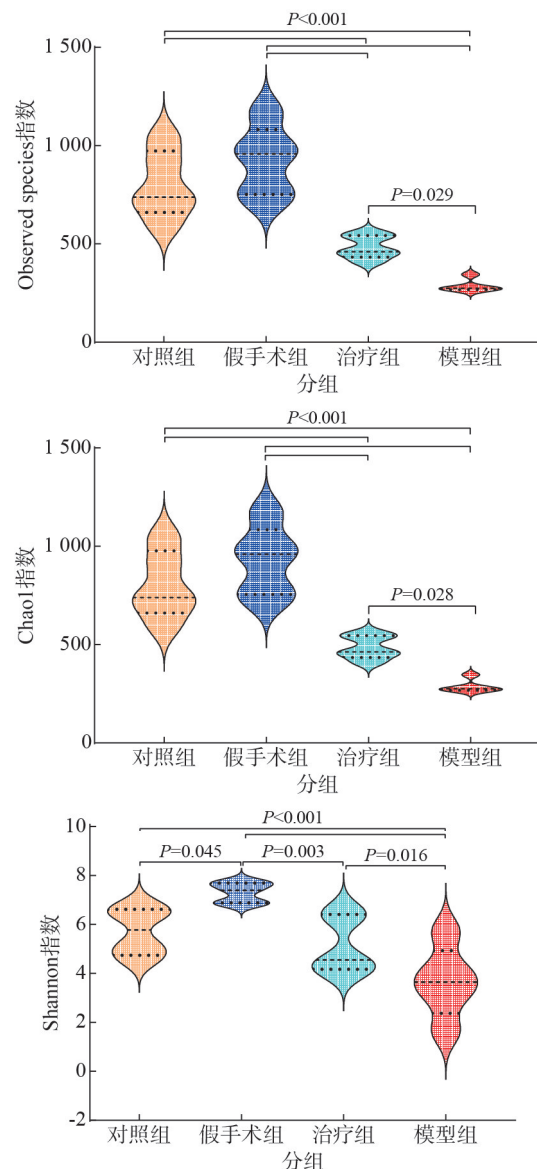 P<0.001
1 500
1 000
P=0.029
500
0
Observed species指数
对照组 假手术组 治疗组 模型组
分组
P<0.001
1 500
1 000
P=0.028
500
0
Chao1指数
对照组 假手术组 治疗组 模型组
分组
P<0.001
10
P=0.045 P=0.003 P=0.016
8
6
4
2
0
-2
Shannon指数
对照组 假手术组 治疗组 模型组
分组